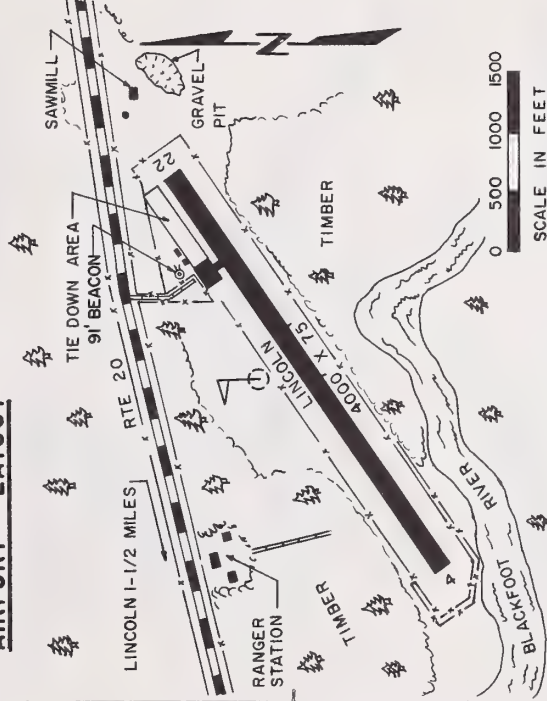 AIRPORT LAYOUT
SAWMILL
GRAVEL
PIT
N
TIE DOWN AREA
91' BEACON
RTE 20
22
LINCOLN 1-1/2 MILES
LINCOLN
4000' X 75'
TIMBER
RANGER
STATION
TIMBER
4
BLACKFOOT RIVER
0 500 1000 1500
SCALE IN FEET